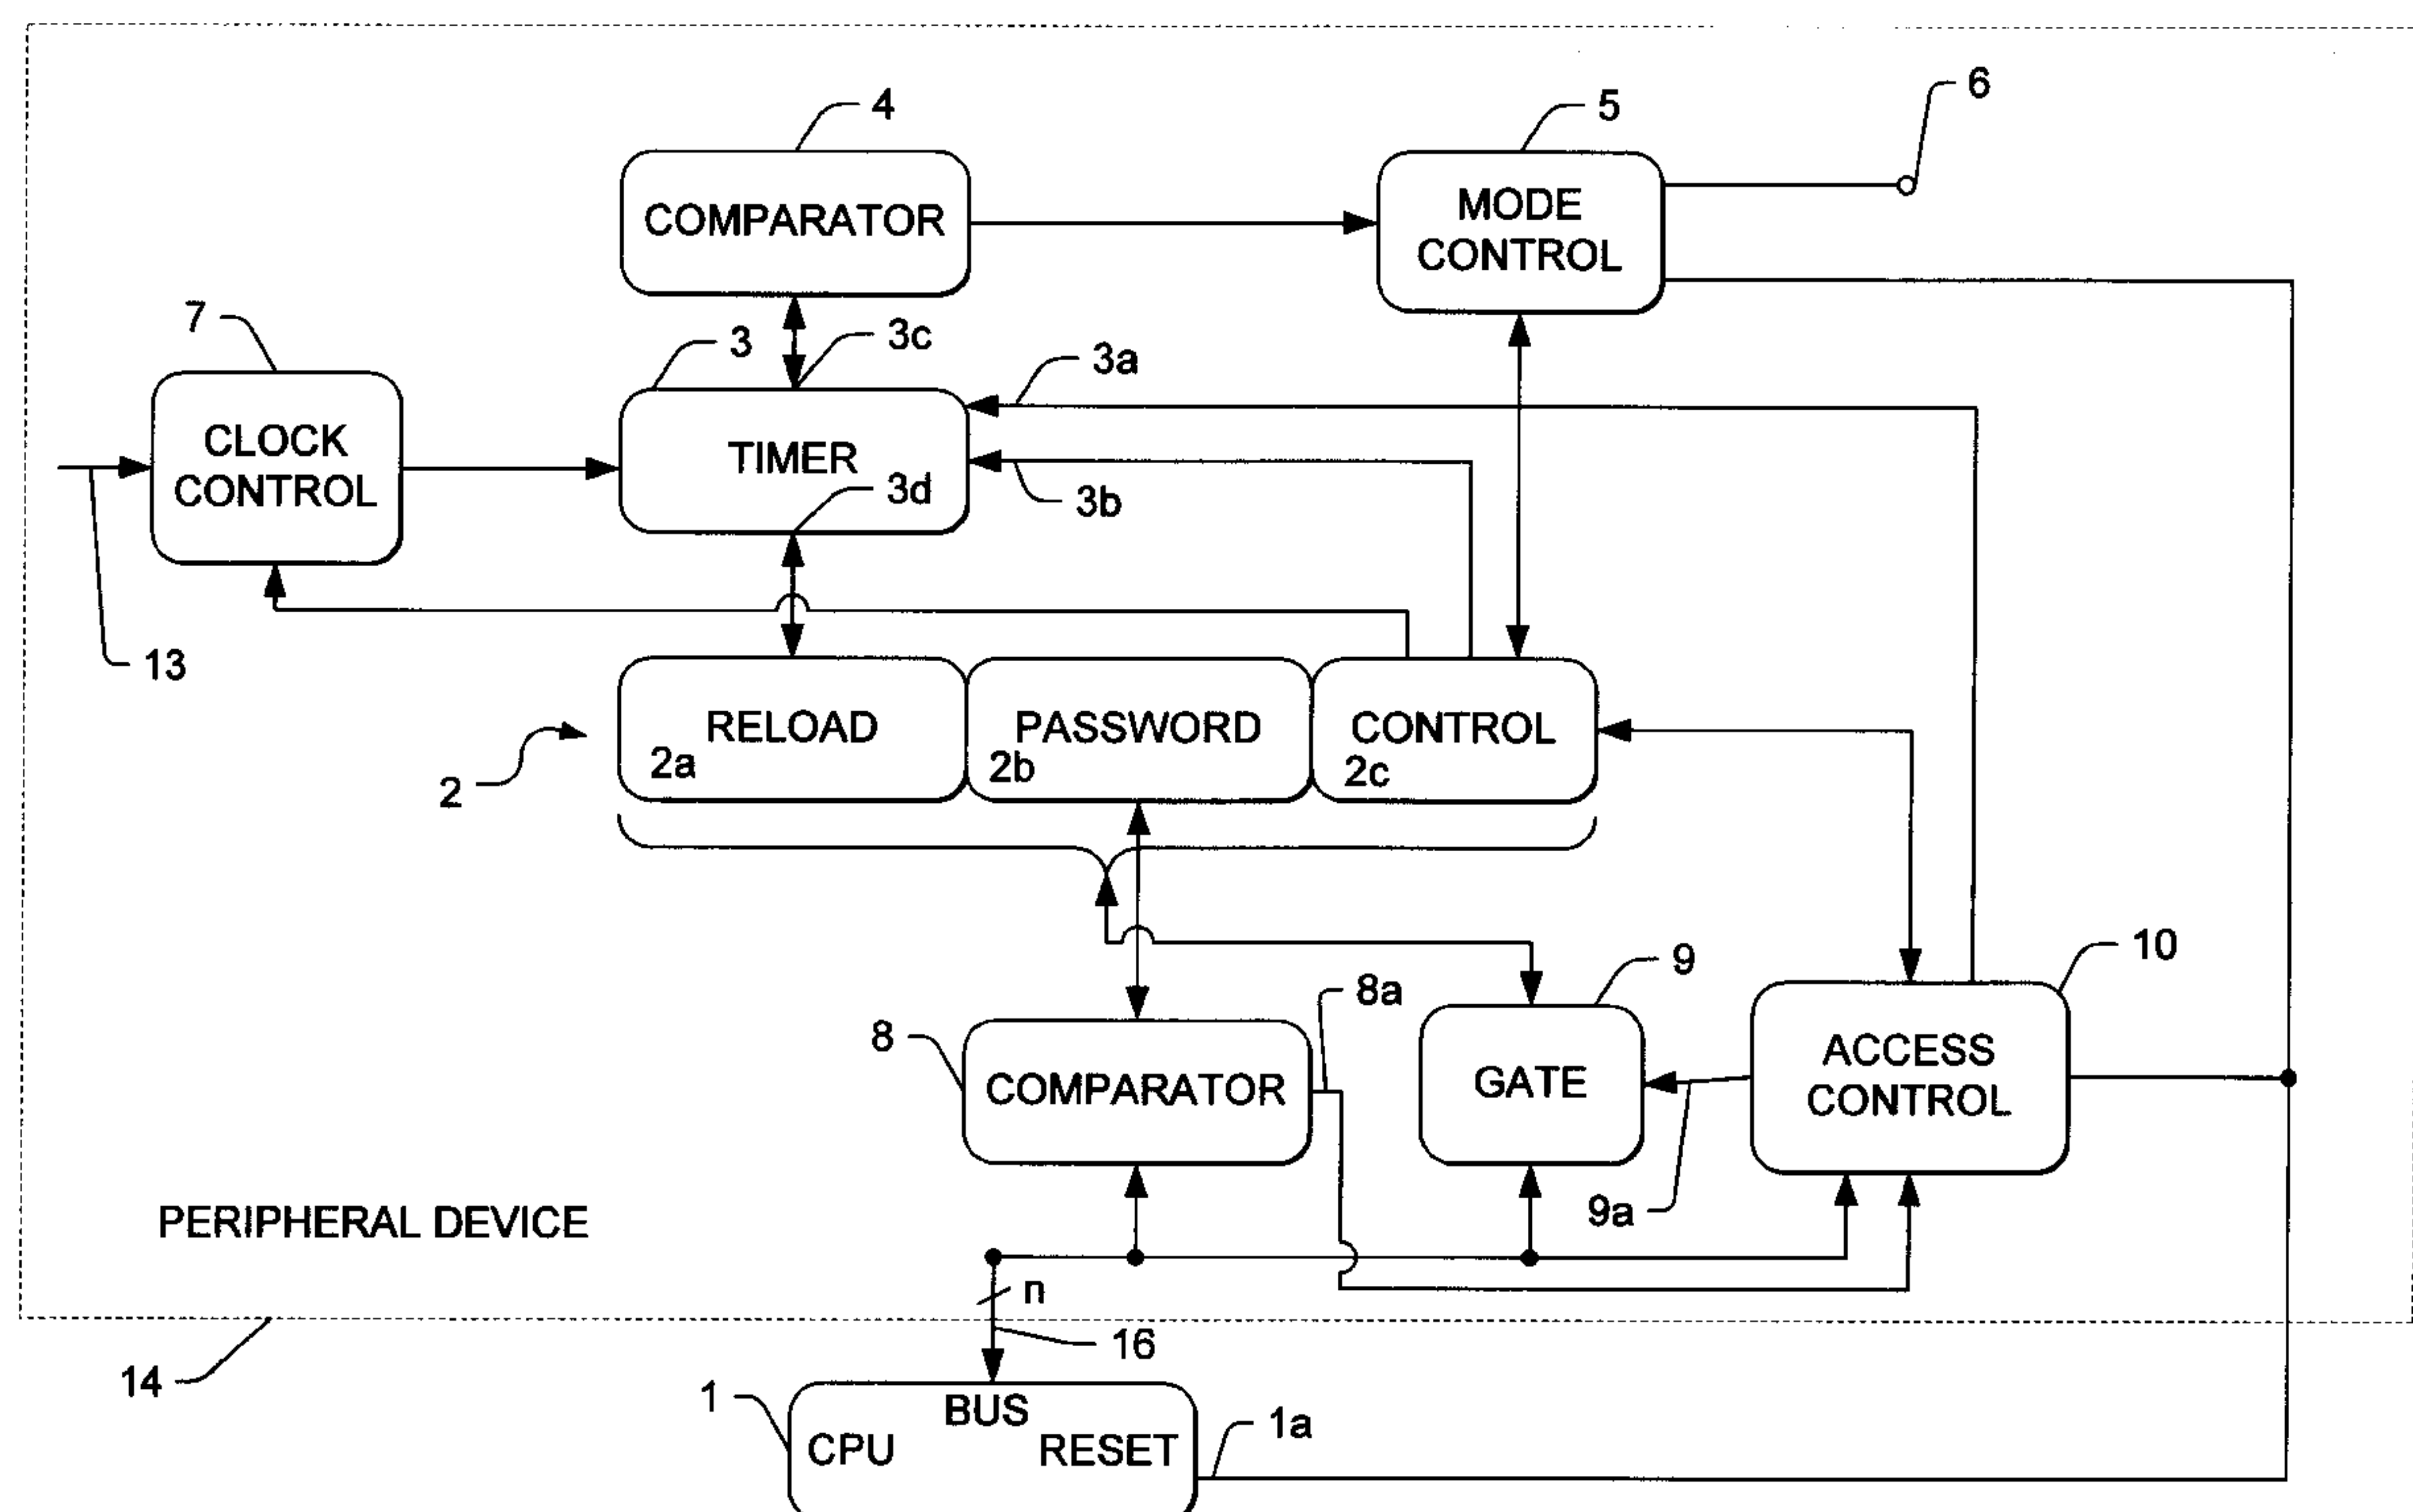 4
5
6
COMPARATOR
MODE
CONTROL
7
3
3c
3a
CLOCK
CONTROL
TIMER
3d
3b
13
2
RELOAD
2a
PASSWORD
2b
CONTROL
2c
8
8a
9
10
COMPARATOR
GATE
ACCESS
CONTROL
9a
PERIPHERAL DEVICE
n
16
14
1
BUS
CPU
RESET
1a